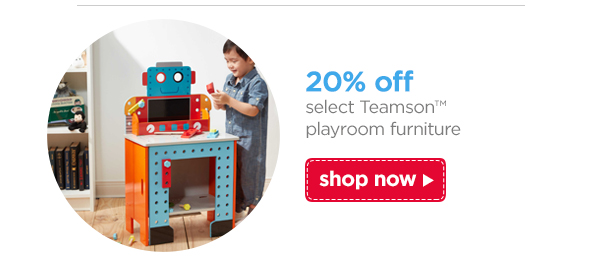 20% off
select Teamson™
playroom furniture
shop now ▸